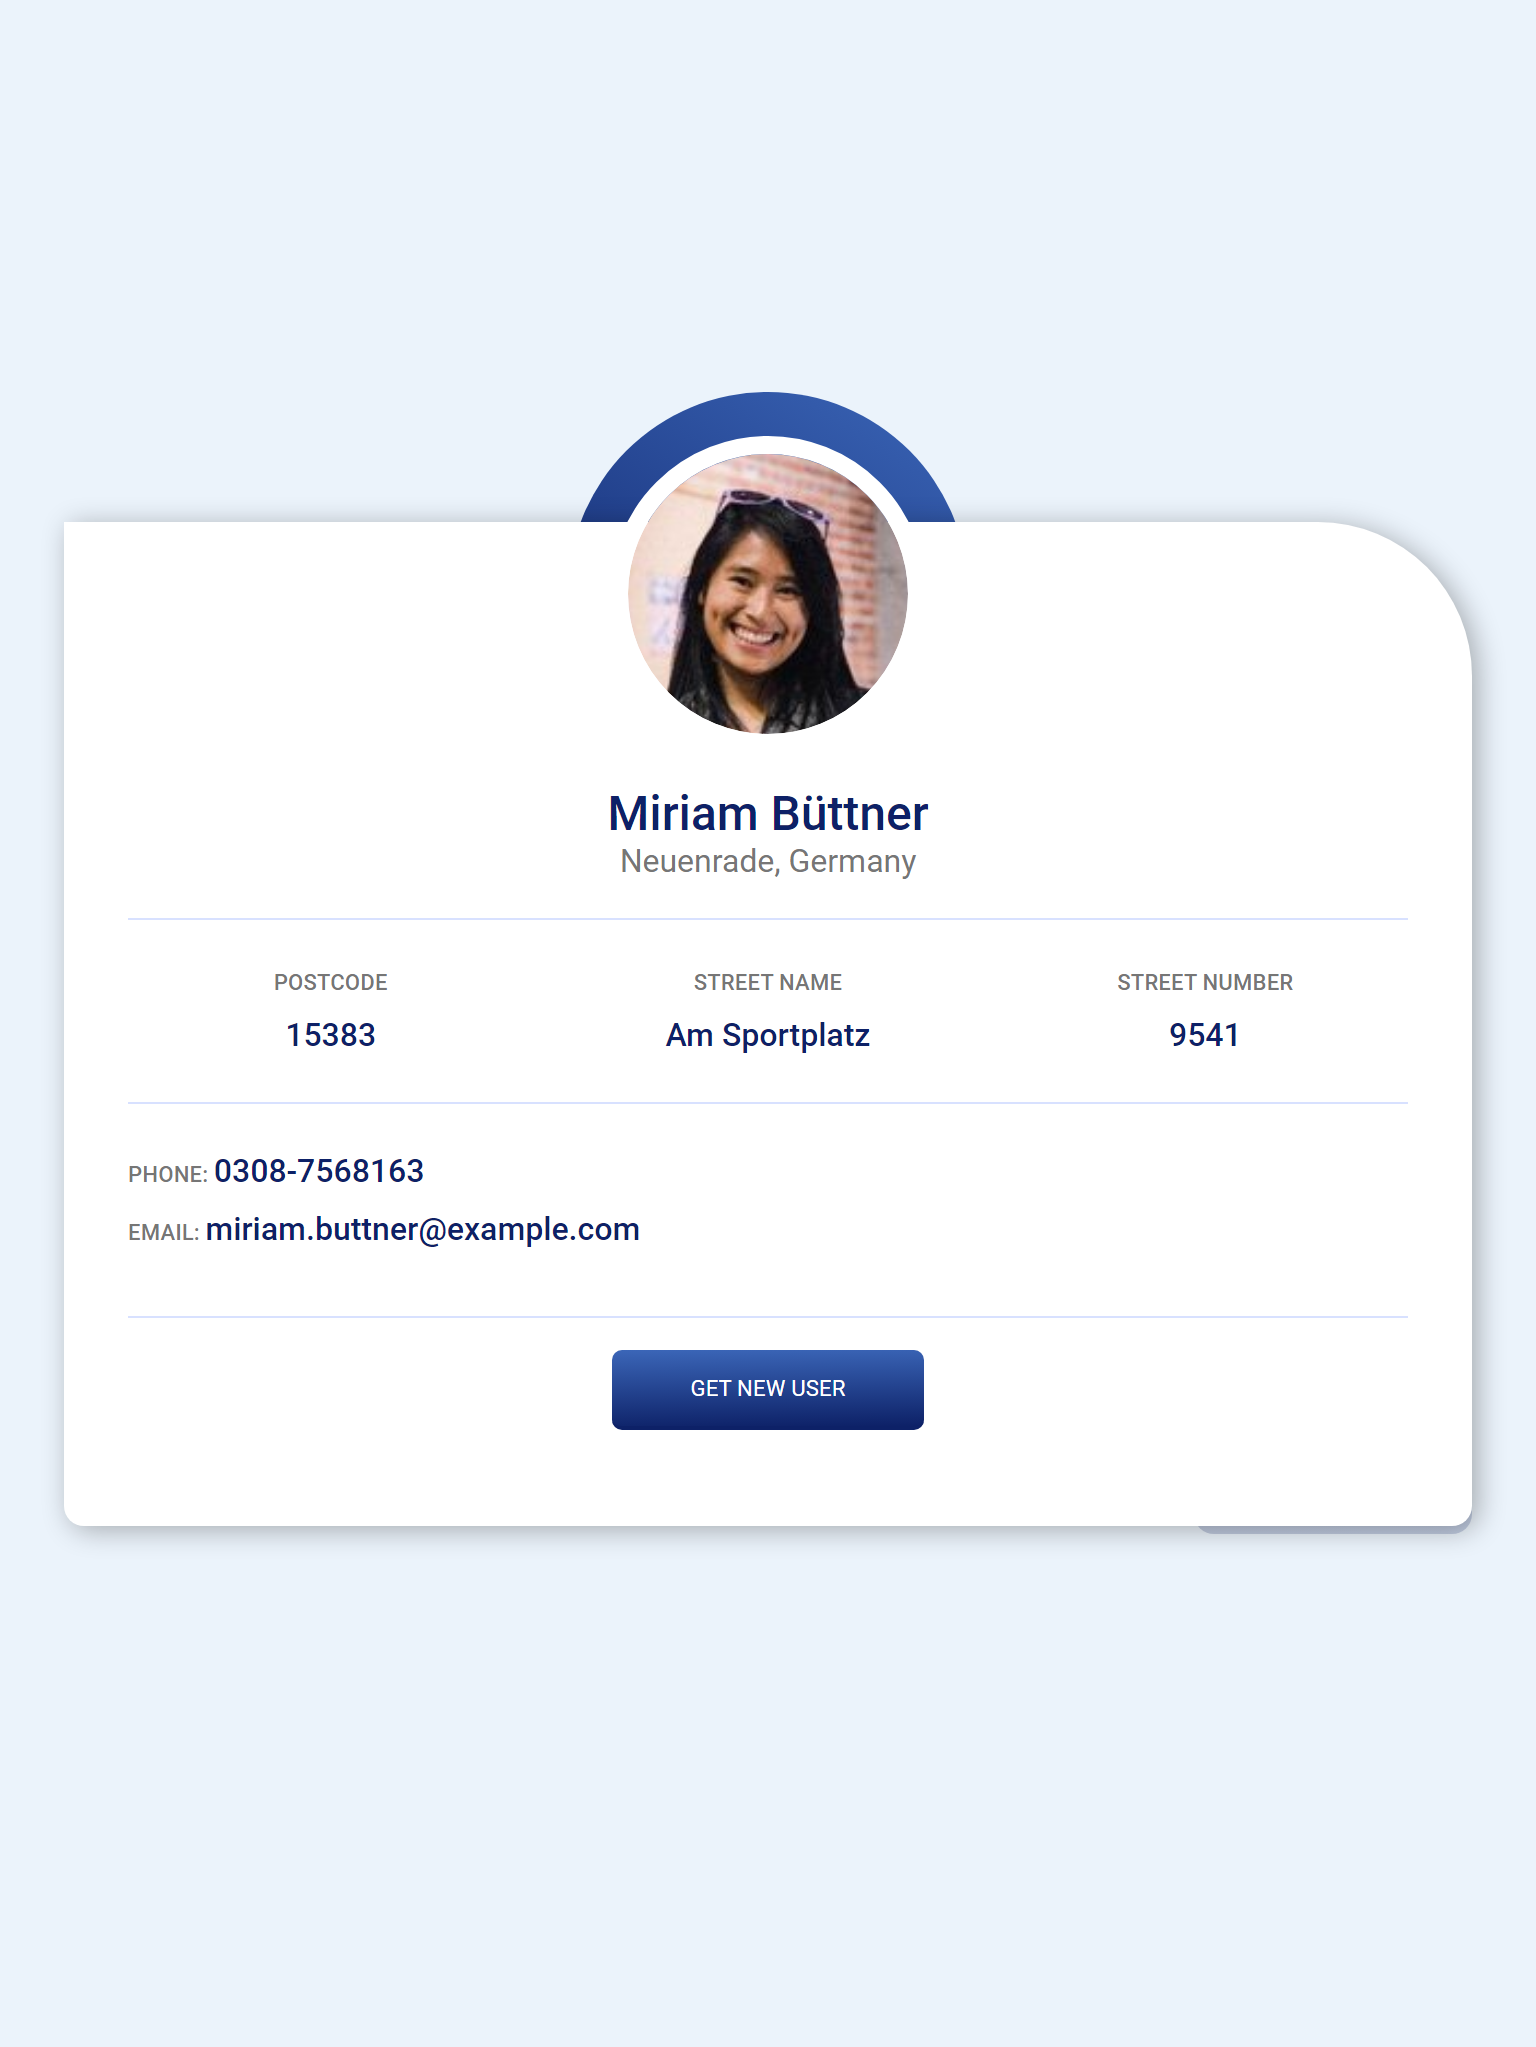 Miriam Büttner
Neuenrade, Germany
POSTCODE
15383
STREET NAME
Am Sportplatz
STREET NUMBER
9541
PHONE: 0308-7568163
EMAIL: miriam.buttner@example.com
GET NEW USER